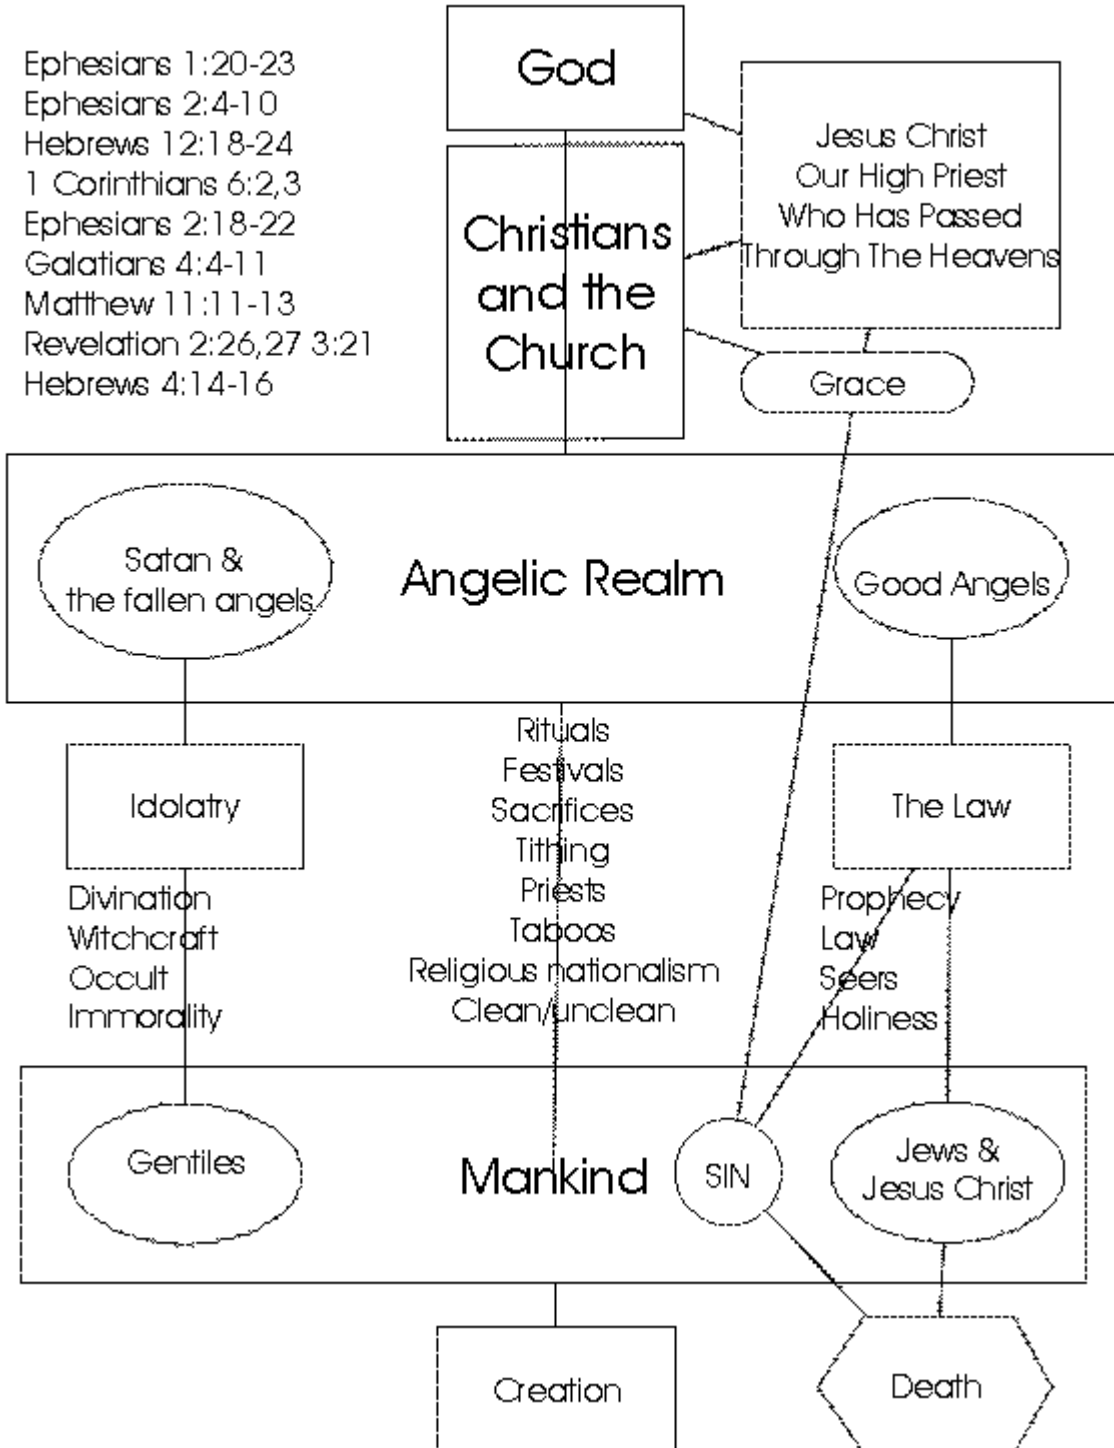 Ephesians 1:20-23
Ephesians 2:4-10
Hebrews 12:18-24
1 Corinthians 6:2,3
Ephesians 2:18-22
Galatians 4:4-11
Matthew 11:11-13
Revelation 2:26,27 3:21
Hebrews 4:14-16
God
Jesus Christ
Our High Priest
Who Has Passed
Through The Heavens
Christians
and the
Church
Grace
Satan &
the fallen angels
Angelic Realm
Good Angels
Idolatry
Rituals
Festivals
Sacrifices
Tithing
Priests
Taboos
Religious nationalism
Clean/unclean
The Law
Divination
Witchcraft
Occult
Immorality
Prophecy
Law
Seers
Holiness
Gentiles
Mankind
SIN
Jews &
Jesus Christ
Creation
Death